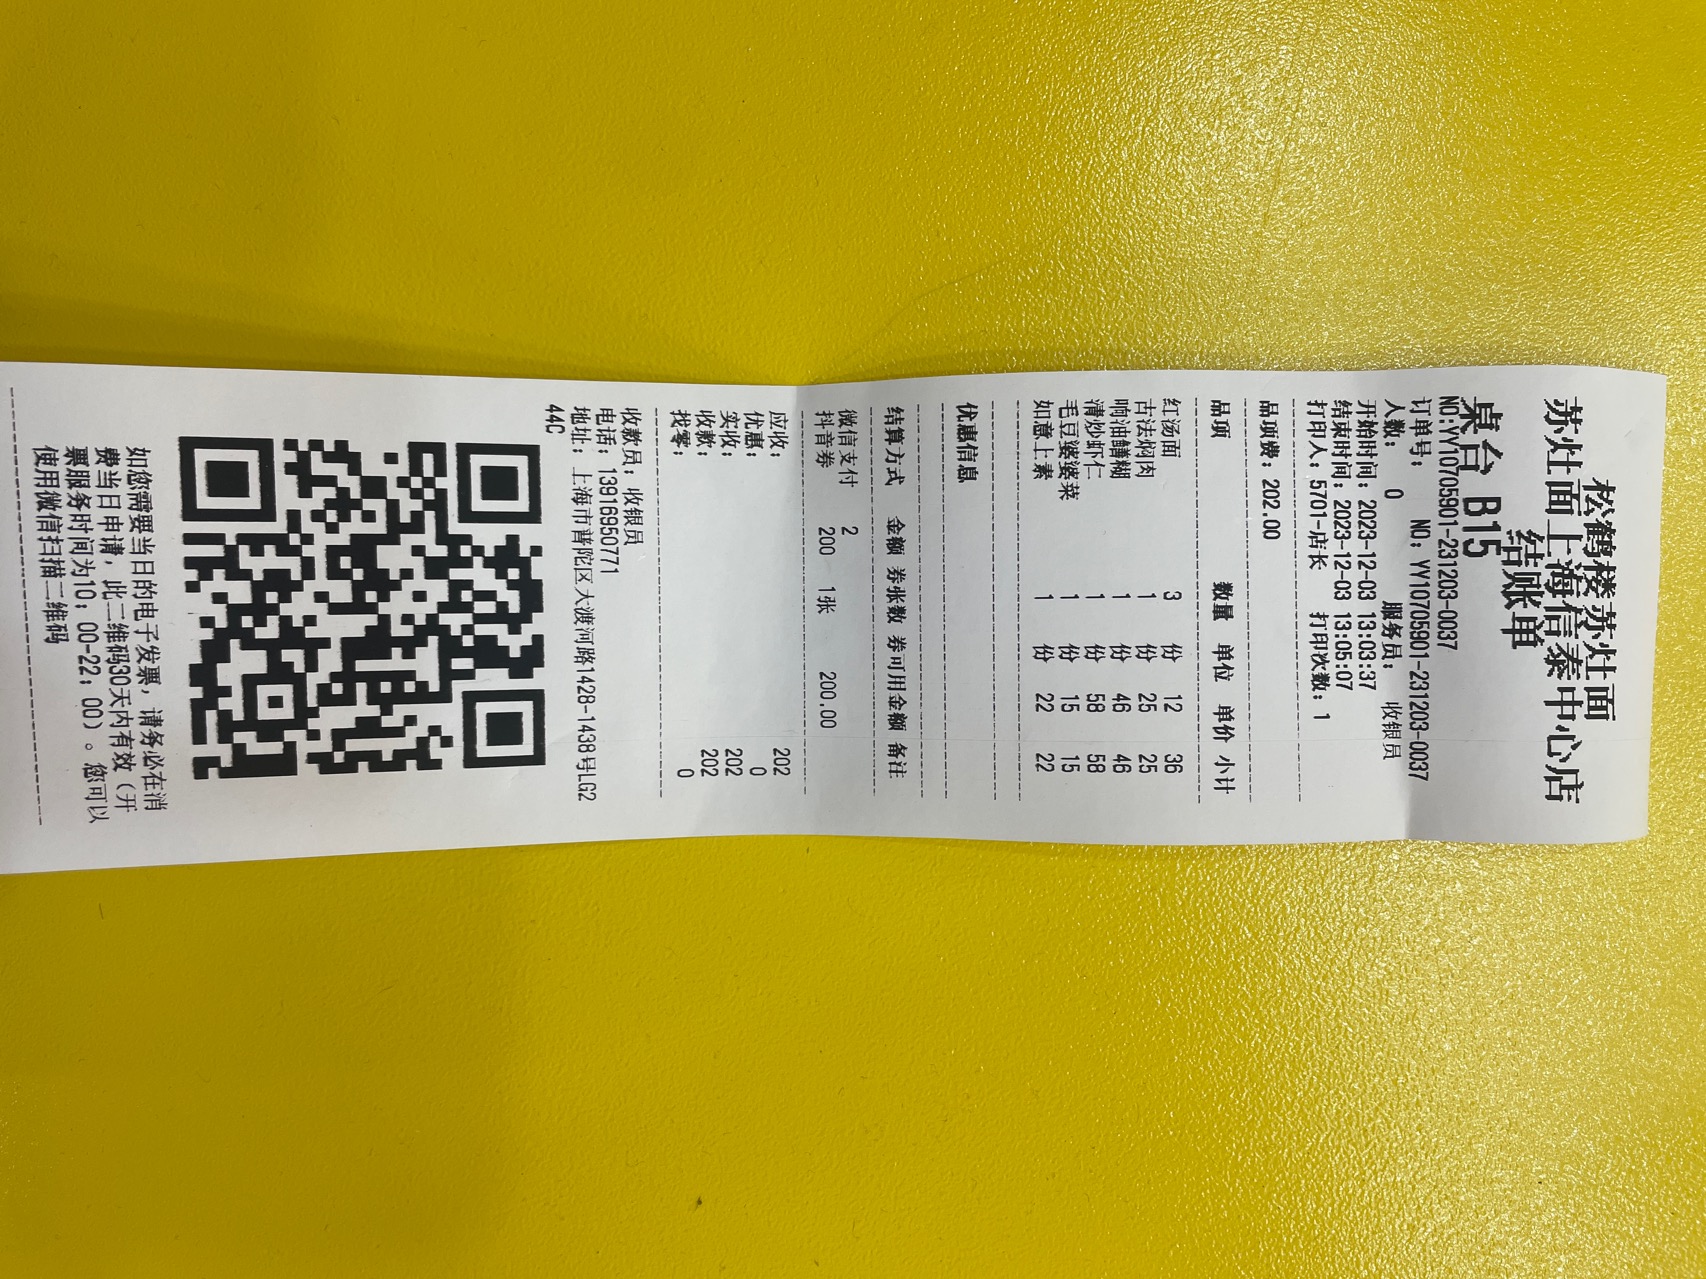 松鹤楼苏灶面
苏灶面上海信泰中心店
结账单
桌台 B15
NO:YY10705901-231203-0037
订单号: NO: YY10705901-231203-0037
人数: 0 服务员: 收银员
开始时间: 2023-12-03 13:03:37
结束时间: 2023-12-03 13:05:07
打印人: 5701-店长 打印次数: 1
品项费: 202.00
品项 数量 单位 单价 小计
红汤面 3 份 12 36
古法焖肉 1 份 25 25
响油鳝糊 1 份 46 46
清炒虾仁 1 份 58 58
毛豆婆婆菜 1 份 15 15
如意上素 1 份 22 22
优惠信息
结算方式 金额 券张数 券可用金额 备注
微信支付 2
抖音券 200 1张 200.00
应收: 202
优惠: 0
实收: 202
收款: 202
找零: 0
收款员: 收银员
电话: 13916950771
地址: 上海市普陀区大渡河路1428-1438号LG2
44C
如您需要当日的电子发票,请务必在消
费当日申请,此二维码30天内有效(开
票服务时间为10:00-22:00)。您可以
使用微信扫描二维码